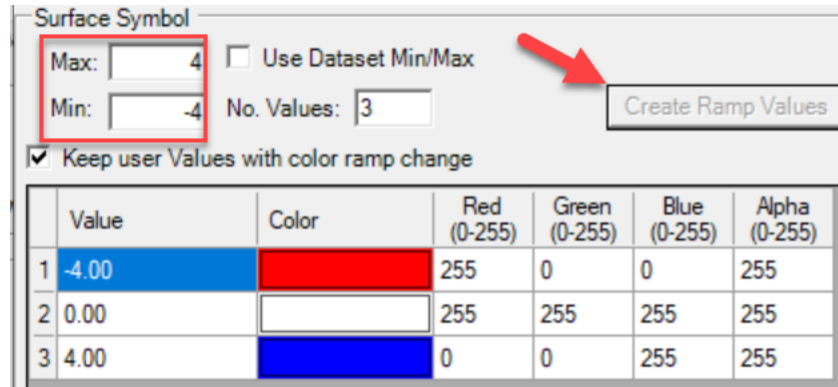 Surface Symbol
Max: 4 Use Dataset Min/Max
Min: -4 No. Values: 3 Create Ramp Values
Keep user Values with color ramp change
Value Color Red (0-255) Green (0-255) Blue (0-255) Alpha (0-255)
1 -4.00 255 0 0 255
2 0.00 255 255 255 255
3 4.00 0 0 255 255